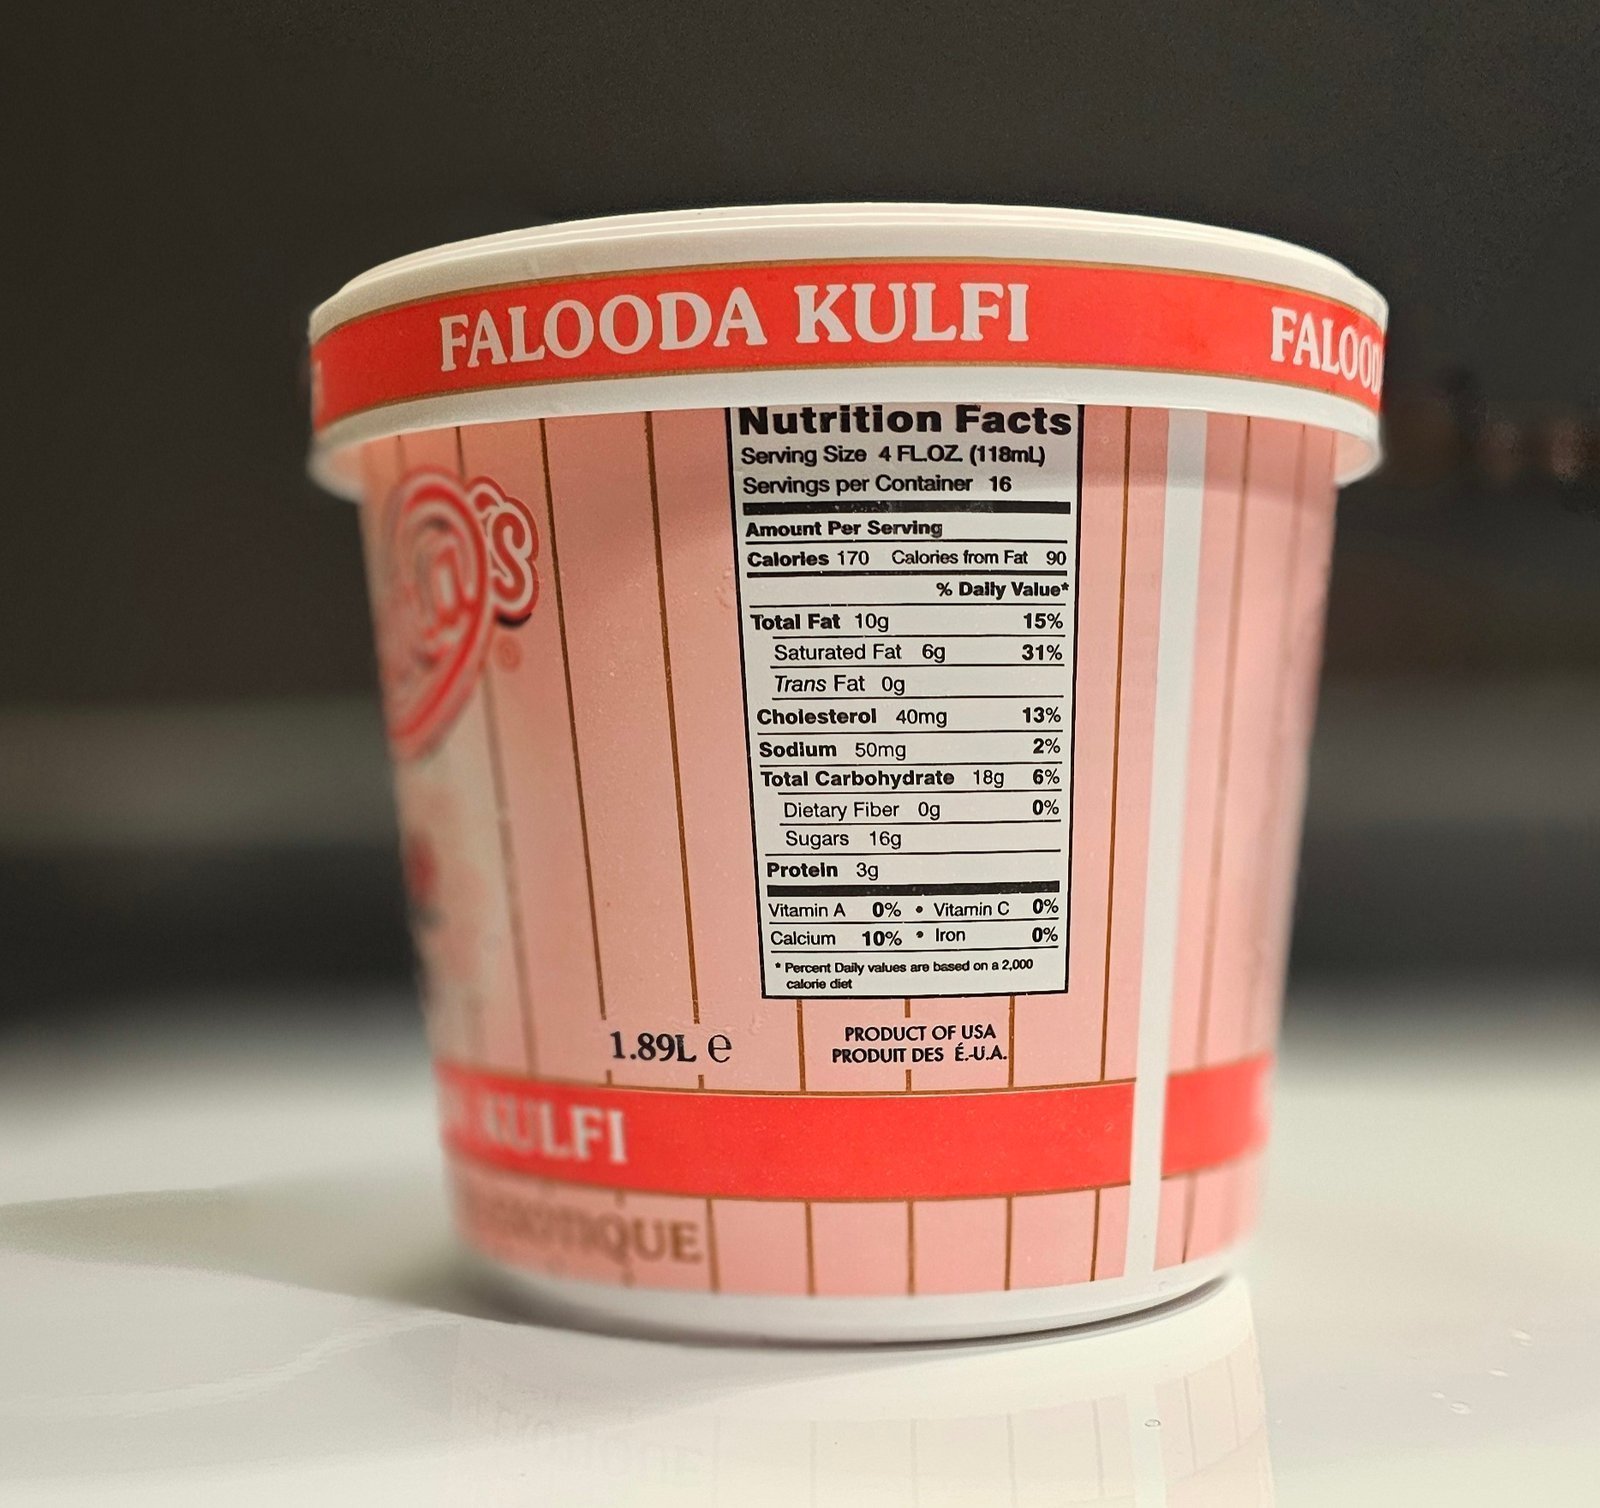 FALOODA KULFI
FALOOD
Nutrition Facts
Serving Size 4 FL.OZ. (118mL)
Servings per Container 16
Amount Per Serving
Calories 170 Calories from Fat 90
% Daily Value*
Total Fat 10g 15%
Saturated Fat 6g 31%
Trans Fat 0g
Cholesterol 40mg 13%
Sodium 50mg 2%
Total Carbohydrate 18g 6%
Dietary Fiber 0g 0%
Sugars 16g
Protein 3g
Vitamin A 0% • Vitamin C 0%
Calcium 10% • Iron 0%
* Percent Daily values are based on a 2,000
calorie diet
1.89L ℮
PRODUCT OF USA
PRODUIT DES É.-U.A.
KULFI